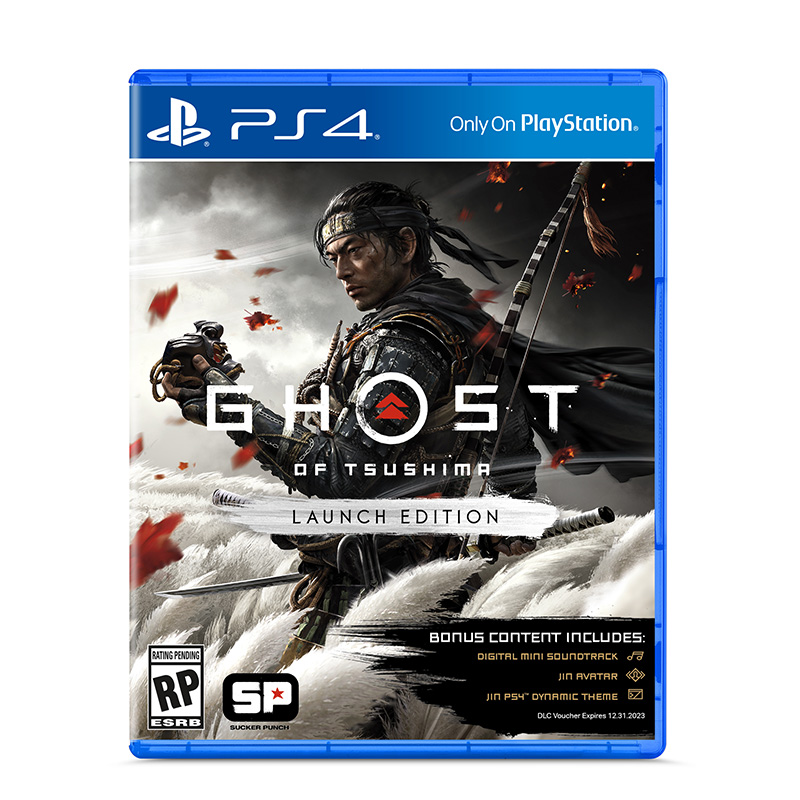 PS4®
Only On PlayStation®
GHOST
OF TSUSHIMA
LAUNCH EDITION
BONUS CONTENT INCLUDES:
DIGITAL MINI SOUNDTRACK
JIN AVATAR
JIN PS4™ DYNAMIC THEME
DLC Voucher Expires 12.31.2023
RATING PENDING
RP
ESRB
SP
SUCKER PUNCH